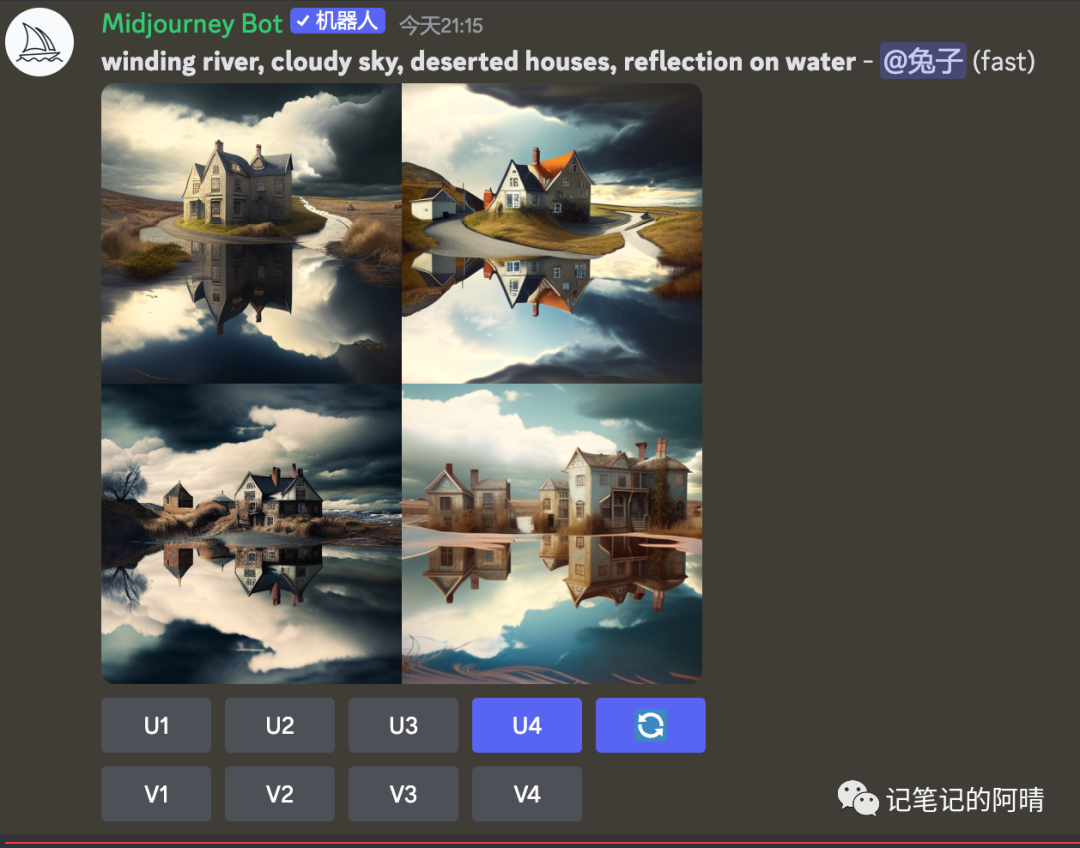 Midjourney Bot ✓ 机器人 今天21:15
winding river, cloudy sky, deserted houses, reflection on water - @兔子 (fast)
U1 U2 U3 U4
V1 V2 V3 V4
记笔记的阿晴